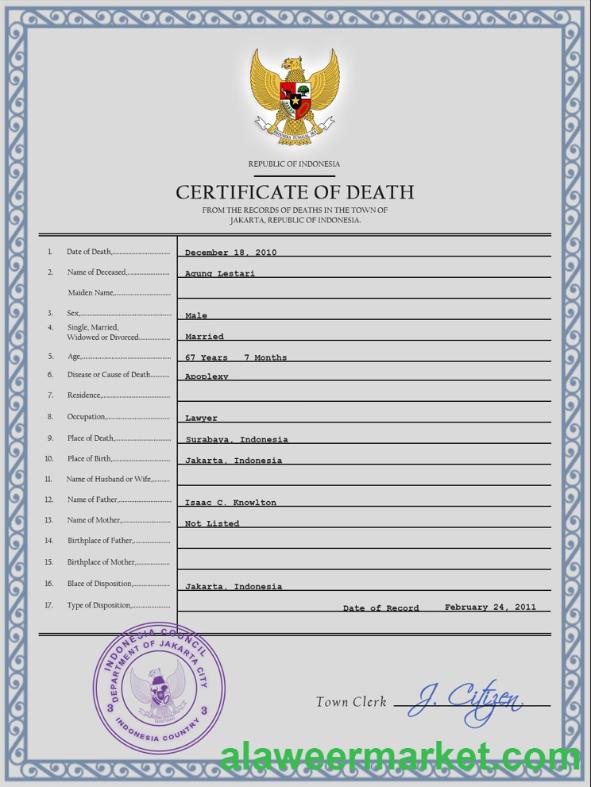 REPUBLIC OF INDONESIA
CERTIFICATE OF DEATH
FROM THE RECORDS OF DEATHS IN THE TOWN OF
JAKARTA, REPUBLIC OF INDONESIA.
1. Date of Death,.......................... December 18, 2010
2. Name of Deceased,................... Agung Lestari
Maiden Name,........................
3. Sex,....................................... Male
4. Single, Married,
Widowed or Divorced.............. Married
5. Age,....................................... 67 Years 7 Months
6. Disease or Cause of Death......... Apoplexy
7. Residence,...............................
8. Occupation,............................ Lawyer
9. Place of Death,........................ Surabaya, Indonesia
10. Place of Birth,......................... Jakarta, Indonesia
11. Name of Husband or Wife,.......
12. Name of Father,....................... Isaac C. Knowlton
13. Name of Mother,..................... Not Listed
14. Birthplace of Father,................
15. Birthplace of Mother,...............
16. Blace of Disposition,................ Jakarta, Indonesia
17. Type of Disposition,................. Date of Record February 24, 2011
INDONESIA COUNCIL
DEPARTMENT OF JAKARTA CITY
3 3
INDONESIA COUNTRY
Town Clerk J. Citizen
alaweermarket.com